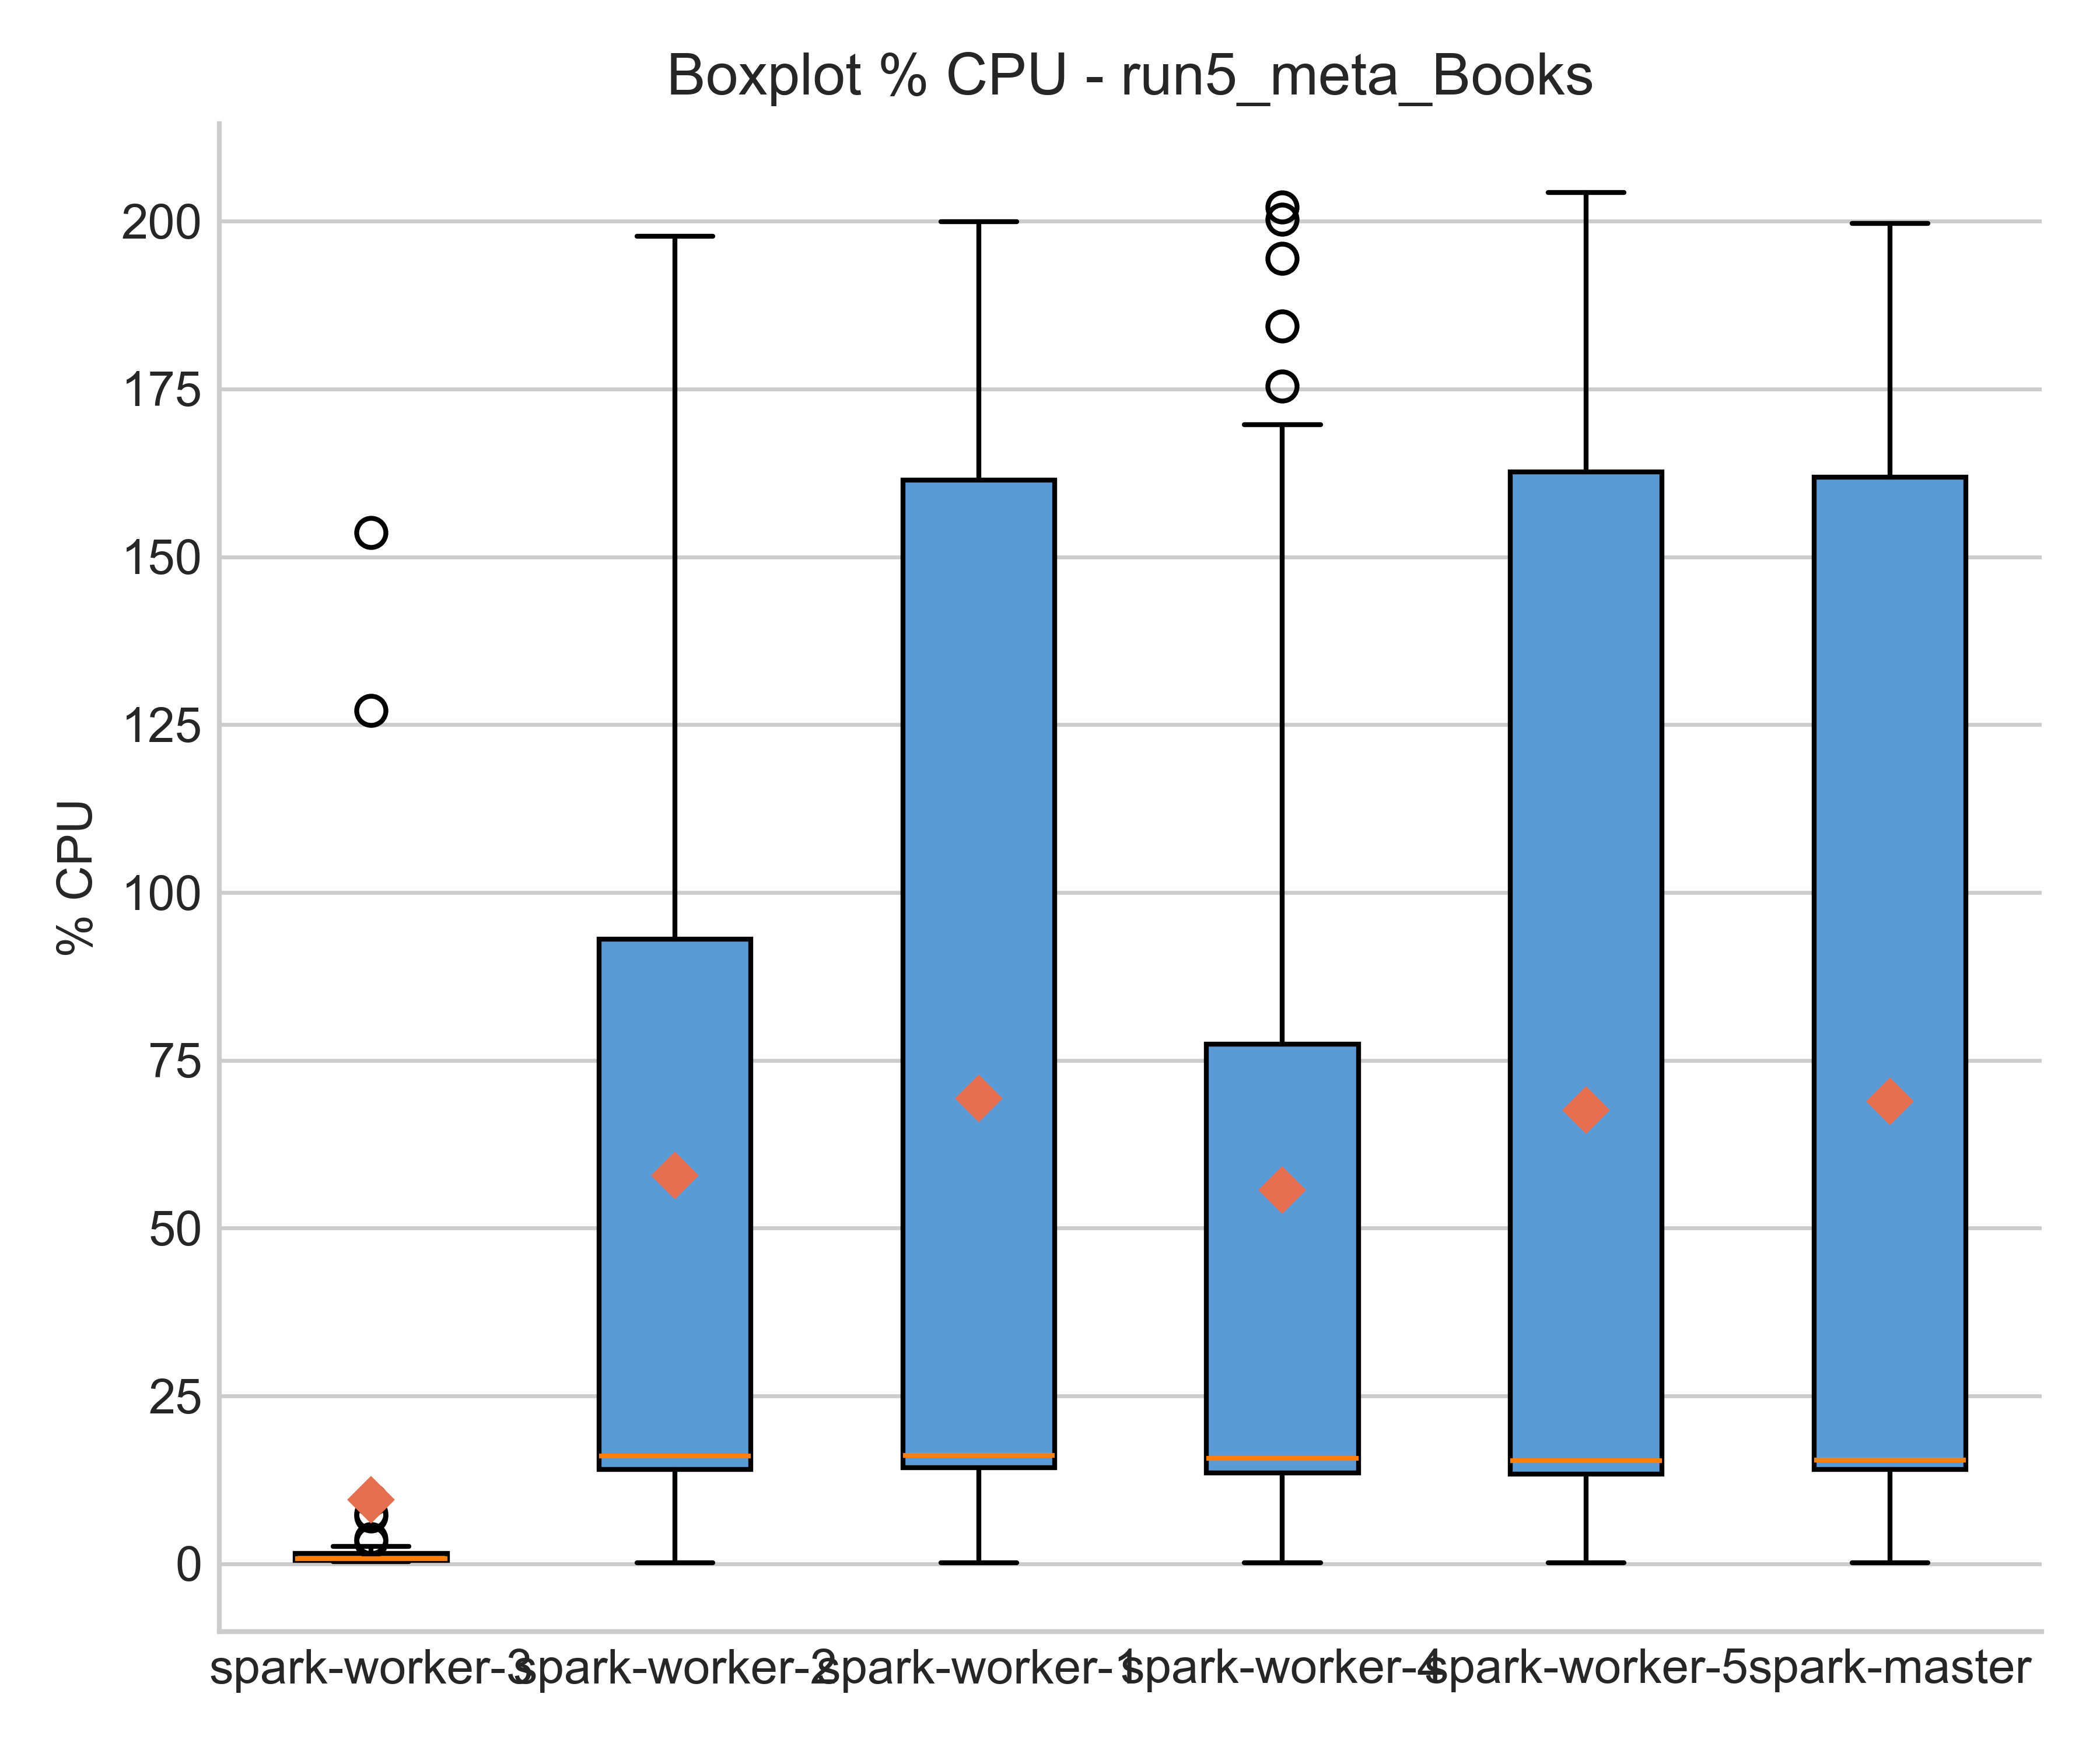 Boxplot % CPU - run5_meta_Books
% CPU
200
175
150
125
100
75
50
25
0
spark-worker-3
spark-worker-2
spark-worker-1
spark-worker-4
spark-worker-5
spark-master